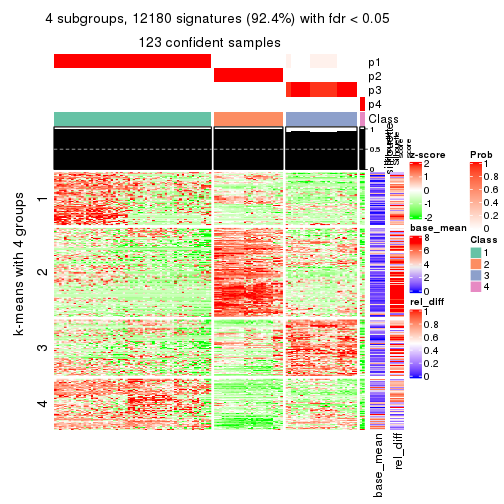 4 subgroups, 12180 signatures (92.4%) with fdr < 0.05
123 confident samples
p1
p2
p3
p4
Class
1
0.5
0
silhouette
score
k-means with 4 groups
1
2
3
4
base_mean
rel_diff
z-score
2
1
0
-1
-2
base_mean
8
6
4
2
0
rel_diff
1
0.8
0.6
0.4
0.2
0
Prob
1
0.8
0.6
0.4
0.2
0
Class
1
2
3
4